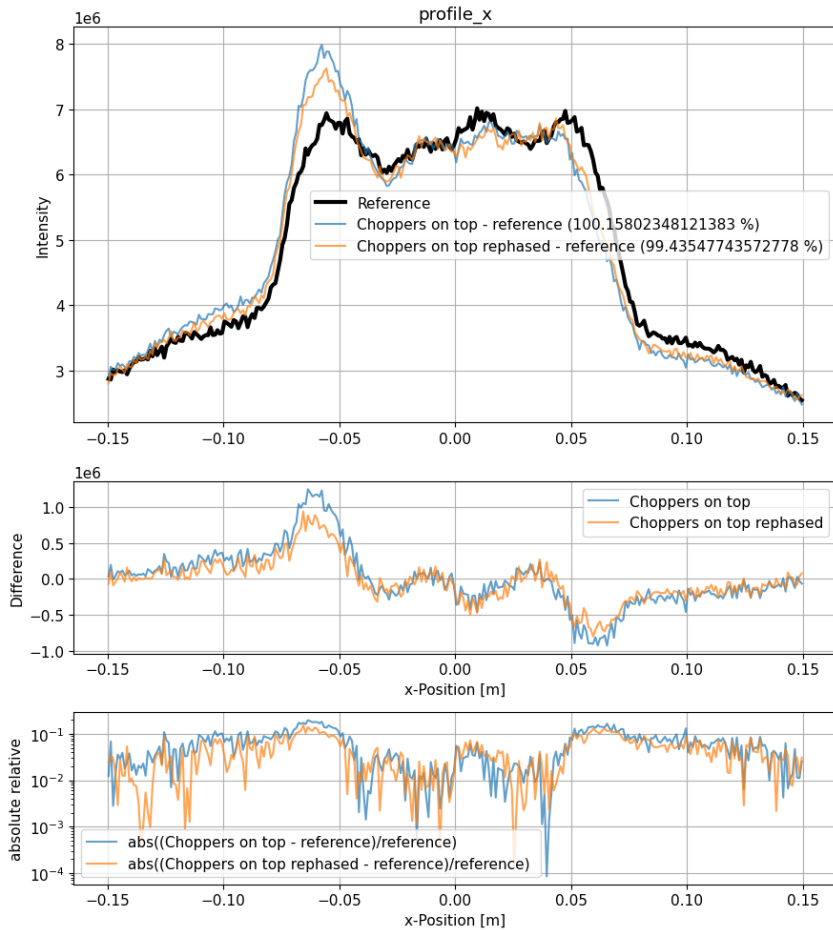 profile_x
1e6
8
7
6
5
4
3
Intensity
Reference
Choppers on top - reference (100.15802348121383 %)
Choppers on top rephased - reference (99.43547743572778 %)
−0.15 −0.10 −0.05 0.00 0.05 0.10 0.15
1e6
1.0
0.5
0.0
−0.5
−1.0
Difference
Choppers on top
Choppers on top rephased
−0.15 −0.10 −0.05 0.00 0.05 0.10 0.15
x-Position [m]
10⁻¹
10⁻²
10⁻³
10⁻⁴
absolute relative
abs((Choppers on top - reference)/reference)
abs((Choppers on top rephased - reference)/reference)
−0.15 −0.10 −0.05 0.00 0.05 0.10 0.15
x-Position [m]